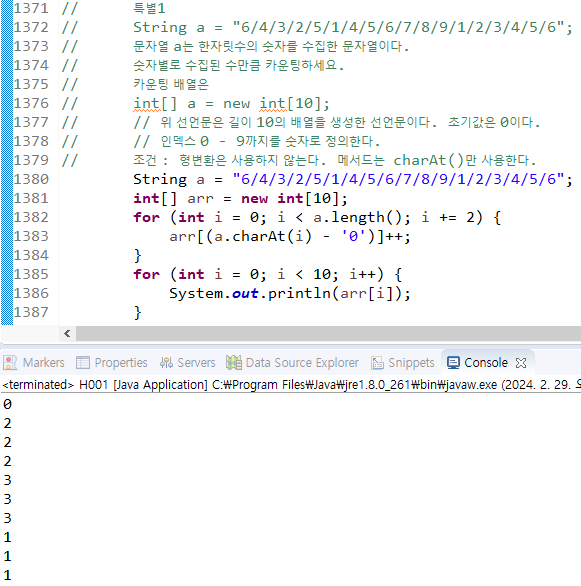 1371 //      특별1
1372 //      String a = "6/4/3/2/5/1/4/5/6/7/8/9/1/2/3/4/5/6";
1373 //      문자열 a는 한자릿수의 숫자를 수집한 문자열이다.
1374 //      숫자별로 수집된 수만큼 카운팅하세요.
1375 //      카운팅 배열은
1376 //      int[] a = new int[10];
1377 //      // 위 선언문은 길이 10의 배열을 생성한 선언문이다. 초기값은 0이다.
1378 //      // 인덱스 0 - 9까지를 숫자로 정의한다.
1379 //      조건 : 형변환은 사용하지 않는다. 메서드는 charAt()만 사용한다.
1380         String a = "6/4/3/2/5/1/4/5/6/7/8/9/1/2/3/4/5/6";
1381         int[] arr = new int[10];
1382         for (int i = 0; i < a.length(); i += 2) {
1383             arr[(a.charAt(i) - '0')]++;
1384         }
1385         for (int i = 0; i < 10; i++) {
1386             System.out.println(arr[i]);
1387         }
Markers Properties Servers Data Source Explorer Snippets Console
<terminated> H001 [Java Application] C:₩Program Files₩Java₩jre1.8.0_261₩bin₩javaw.exe (2024. 2. 29.
0
2
2
2
3
3
3
1
1
1